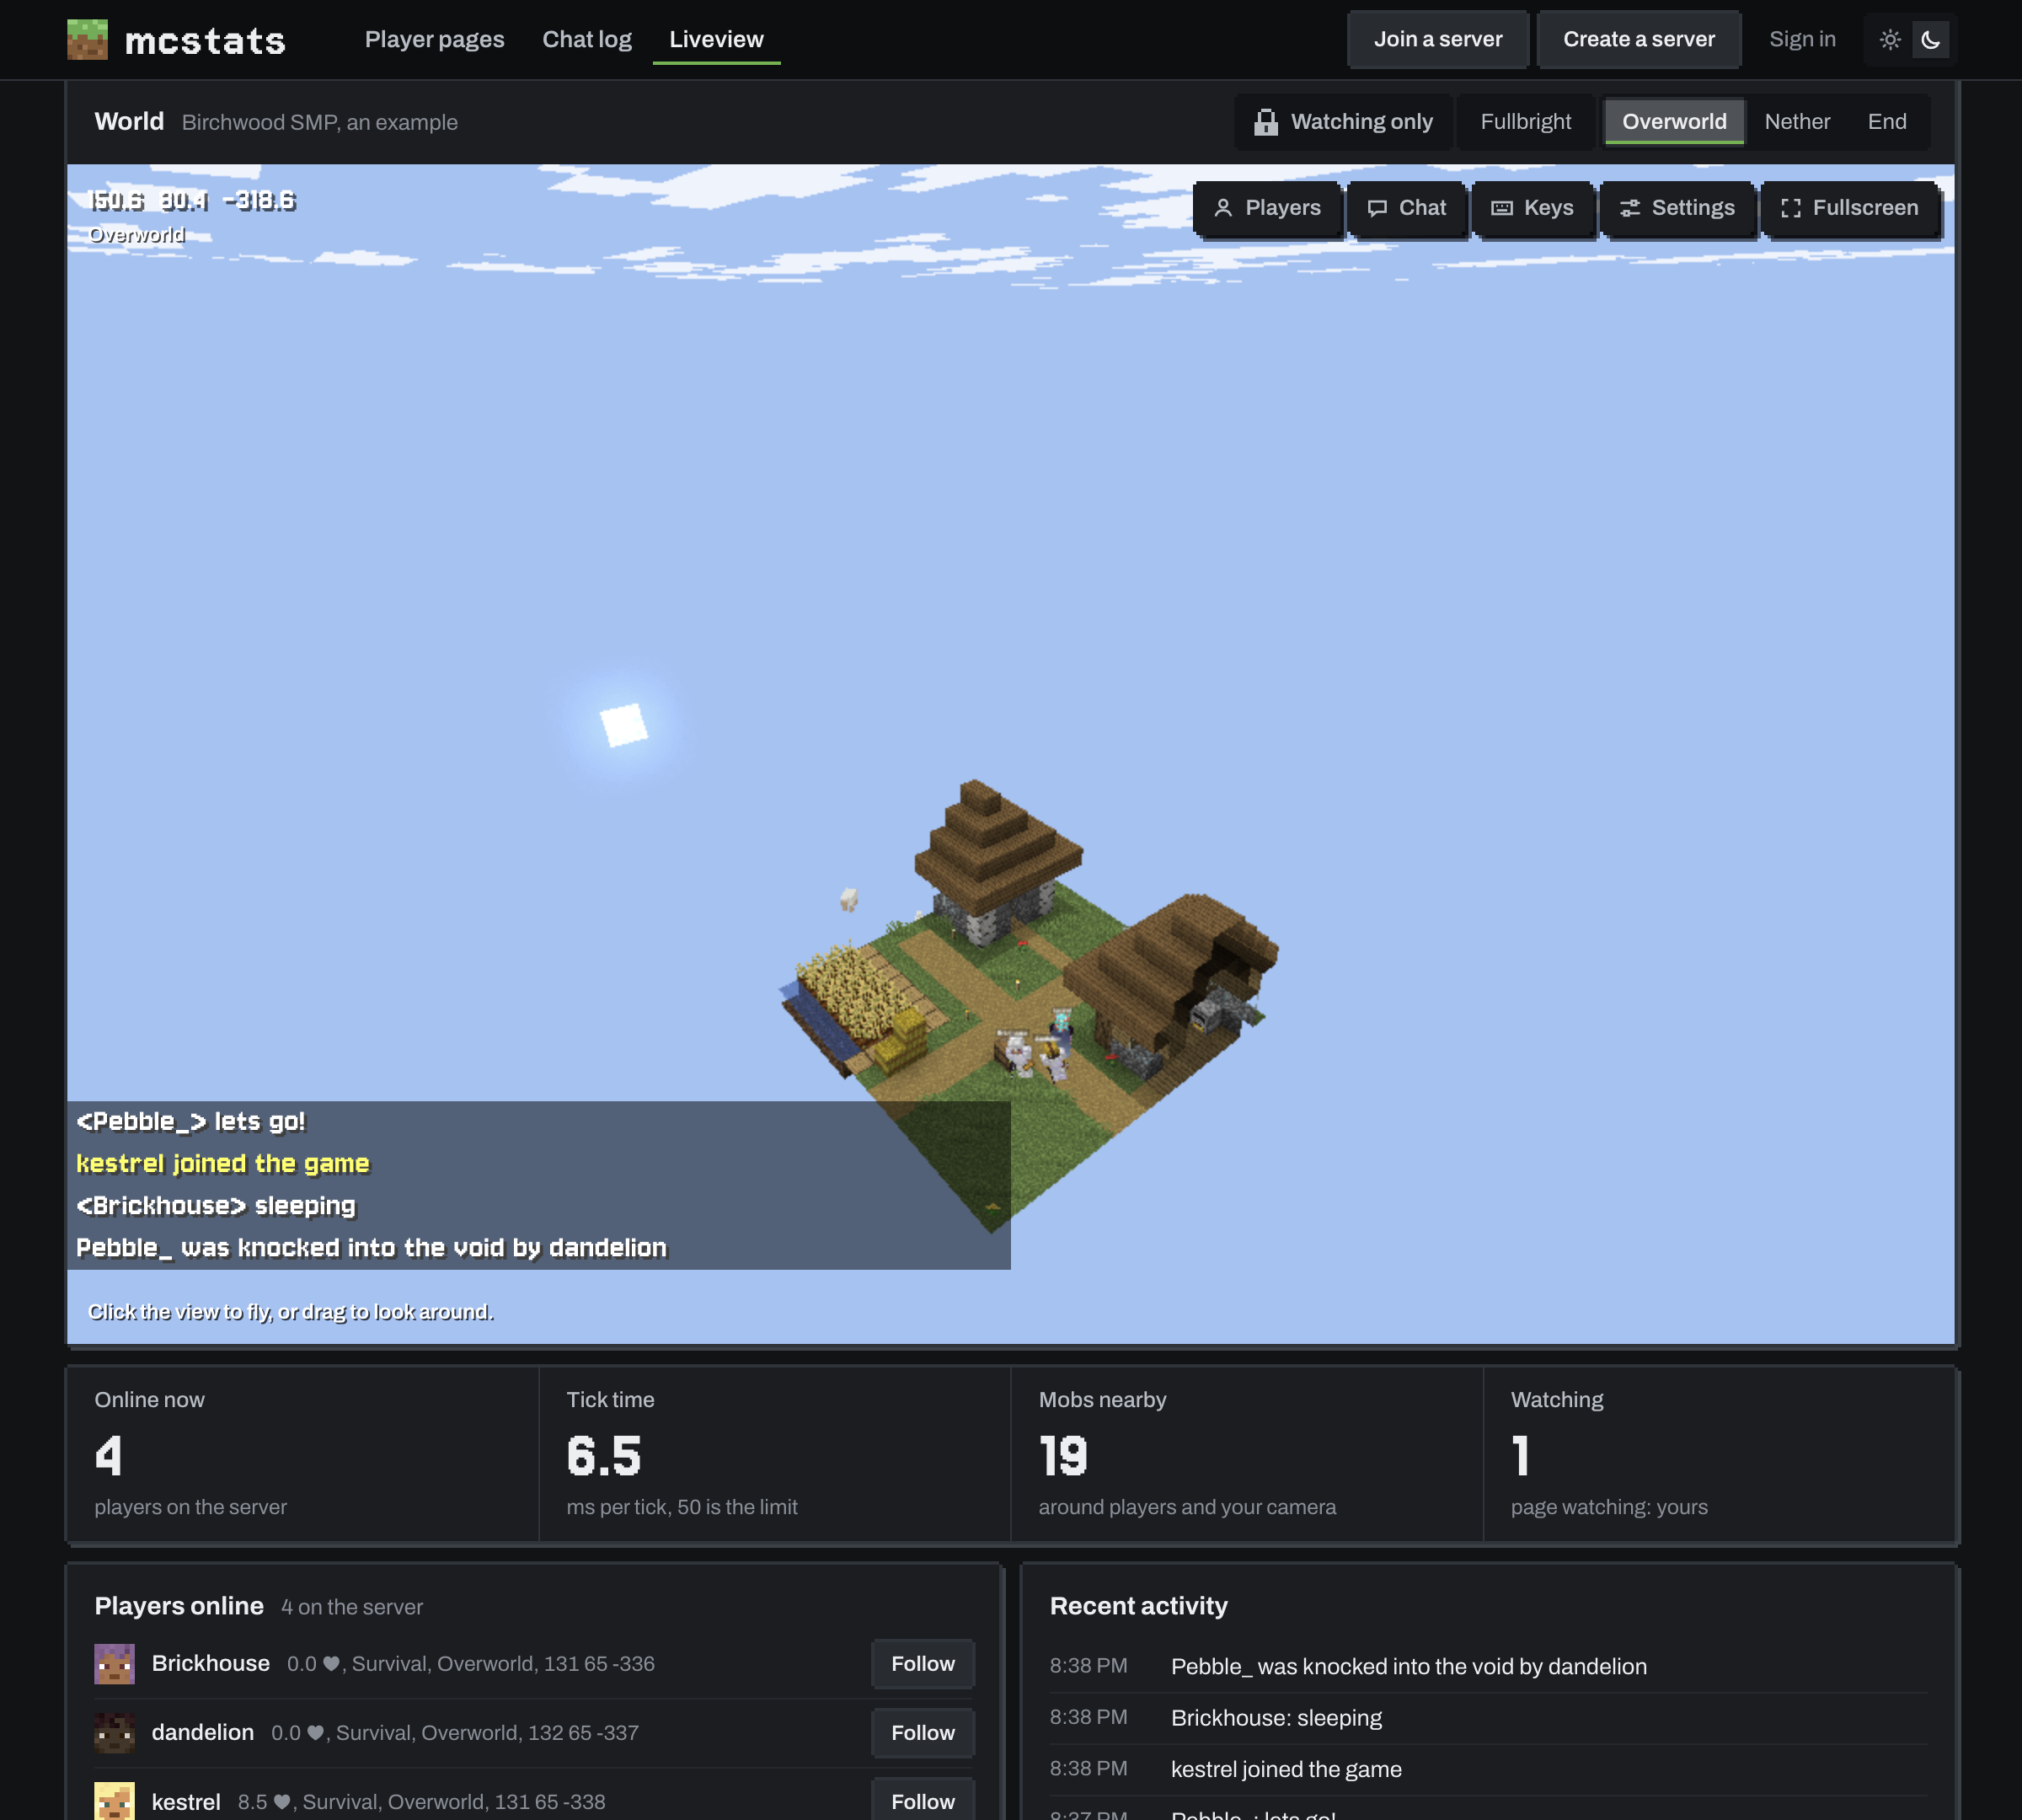 mcstats
Player pages
Chat log
Liveview
Join a server
Create a server
Sign in
World
Birchwood SMP, an example
Watching only
Fullbright
Overworld
Nether
End
150.6 80.1 -318.6
Overworld
Players
Chat
Keys
Settings
Fullscreen
<Pebble_> lets go!
kestrel joined the game
<Brickhouse> sleeping
Pebble_ was knocked into the void by dandelion
Click the view to fly, or drag to look around.
Online now
4
players on the server
Tick time
6.5
ms per tick, 50 is the limit
Mobs nearby
19
around players and your camera
Watching
1
page watching: yours
Players online
4 on the server
Brickhouse
0.0 ♥, Survival, Overworld, 131 65 -336
Follow
dandelion
0.0 ♥, Survival, Overworld, 132 65 -337
Follow
kestrel
8.5 ♥, Survival, Overworld, 131 65 -338
Follow
Recent activity
8:38 PM
Pebble_ was knocked into the void by dandelion
8:38 PM
Brickhouse: sleeping
8:38 PM
kestrel joined the game
8:37 PM
Pebble_: lets go!